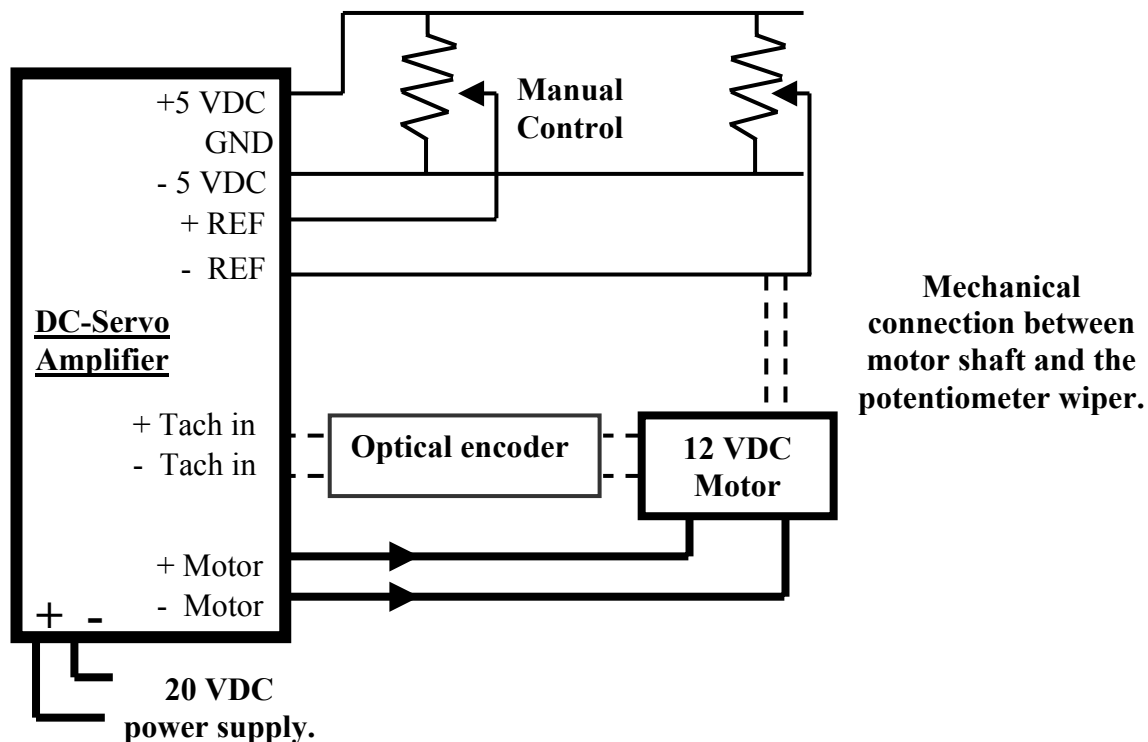 +5 VDC
GND
- 5 VDC
+ REF
- REF
DC-Servo
Amplifier
+ Tach in
- Tach in
+ Motor
- Motor
+ -
20 VDC
power supply.
Manual
Control
Optical encoder
12 VDC
Motor
Mechanical
connection between
motor shaft and the
potentiometer wiper.